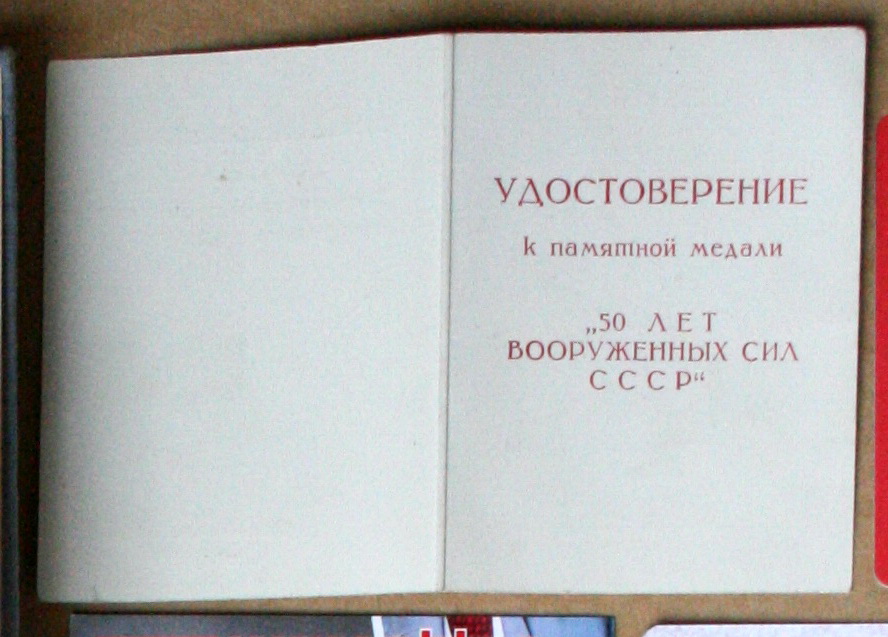 УДОСТОВЕРЕНИЕ
к памятной медали
„50 ЛЕТ
ВООРУЖЕННЫХ СИЛ
СССР“